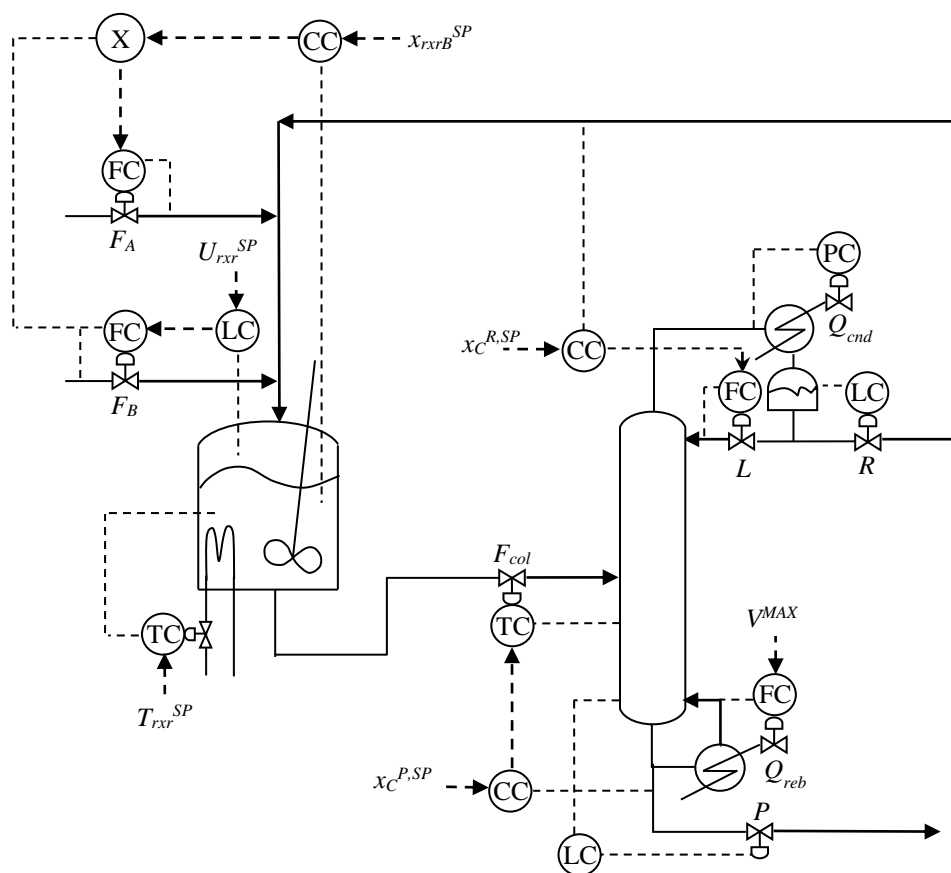 X
CC
x_{rxrB}^{SP}
FC
F_A
U_{rxr}^{SP}
PC
FC
LC
Q_{cnd}
x_C^{R,SP}
CC
F_B
FC
LC
L
R
F_{col}
TC
TC
V^{MAX}
FC
T_{rxr}^{SP}
x_C^{P,SP}
CC
Q_{reb}
P
LC